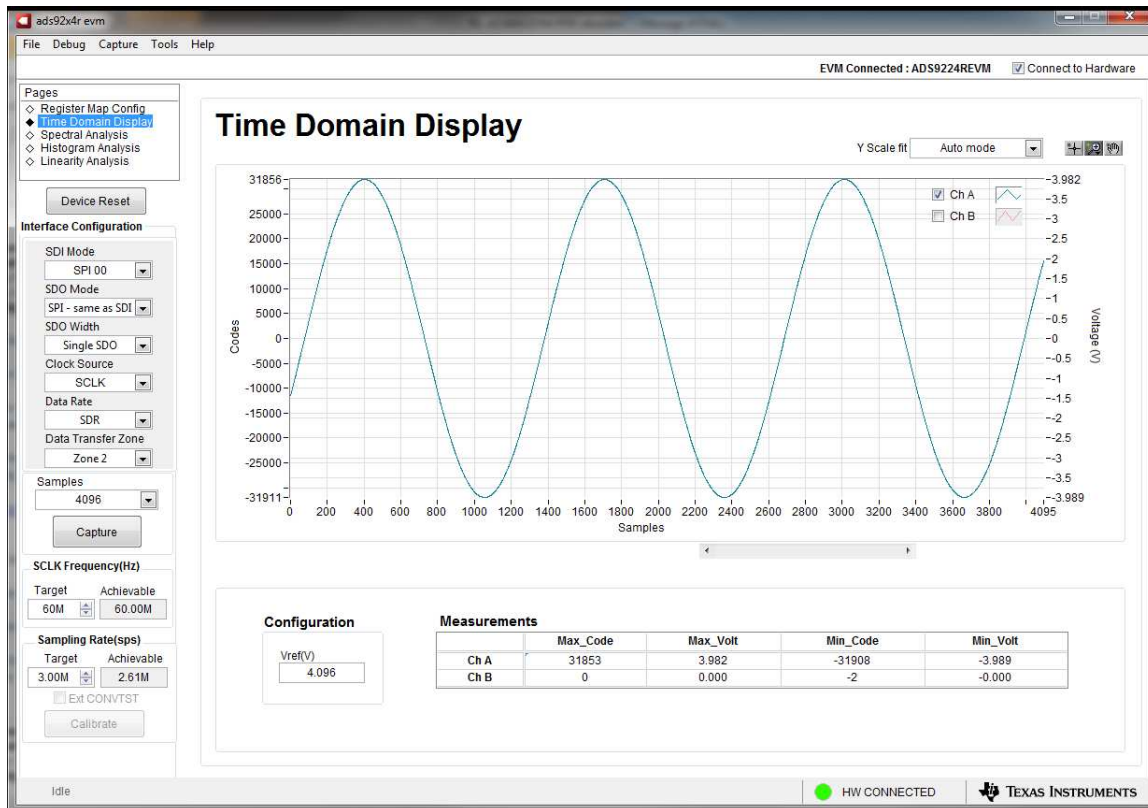 ads92x4r evm
File Debug Capture Tools Help
EVM Connected : ADS9224REVM Connect to Hardware
Pages
Register Map Config
Time Domain Display
Spectral Analysis
Histogram Analysis
Linearity Analysis
Device Reset
Interface Configuration
SDI Mode
SPI 00
SDO Mode
SPI - same as SDI
SDO Width
Single SDO
Clock Source
SCLK
Data Rate
SDR
Data Transfer Zone
Zone 2
Samples
4096
Capture
SCLK Frequency(Hz)
Target Achievable
60M 60.00M
Sampling Rate(sps)
Target Achievable
3.00M 2.61M
Ext CONVTST
Calibrate
Time Domain Display
Y Scale fit Auto mode
Ch A
Ch B
Codes
31856
25000
20000
15000
10000
5000
0
-5000
-10000
-15000
-20000
-25000
-31911
-3.982
-3.5
-3
-2.5
-2
-1.5
-1
-0.5
-0
-0.5
-1
-1.5
-2
-2.5
-3
-3.5
-3.989
Voltage (V)
0 200 400 600 800 1000 1200 1400 1600 1800 2000 2200 2400 2600 2800 3000 3200 3400 3600 3800 4095
Samples
Configuration
Vref(V)
4.096
Measurements
Max_Code Max_Volt Min_Code Min_Volt
Ch A 31853 3.982 -31908 -3.989
Ch B 0 0.000 -2 -0.000
Idle
HW CONNECTED
TEXAS INSTRUMENTS